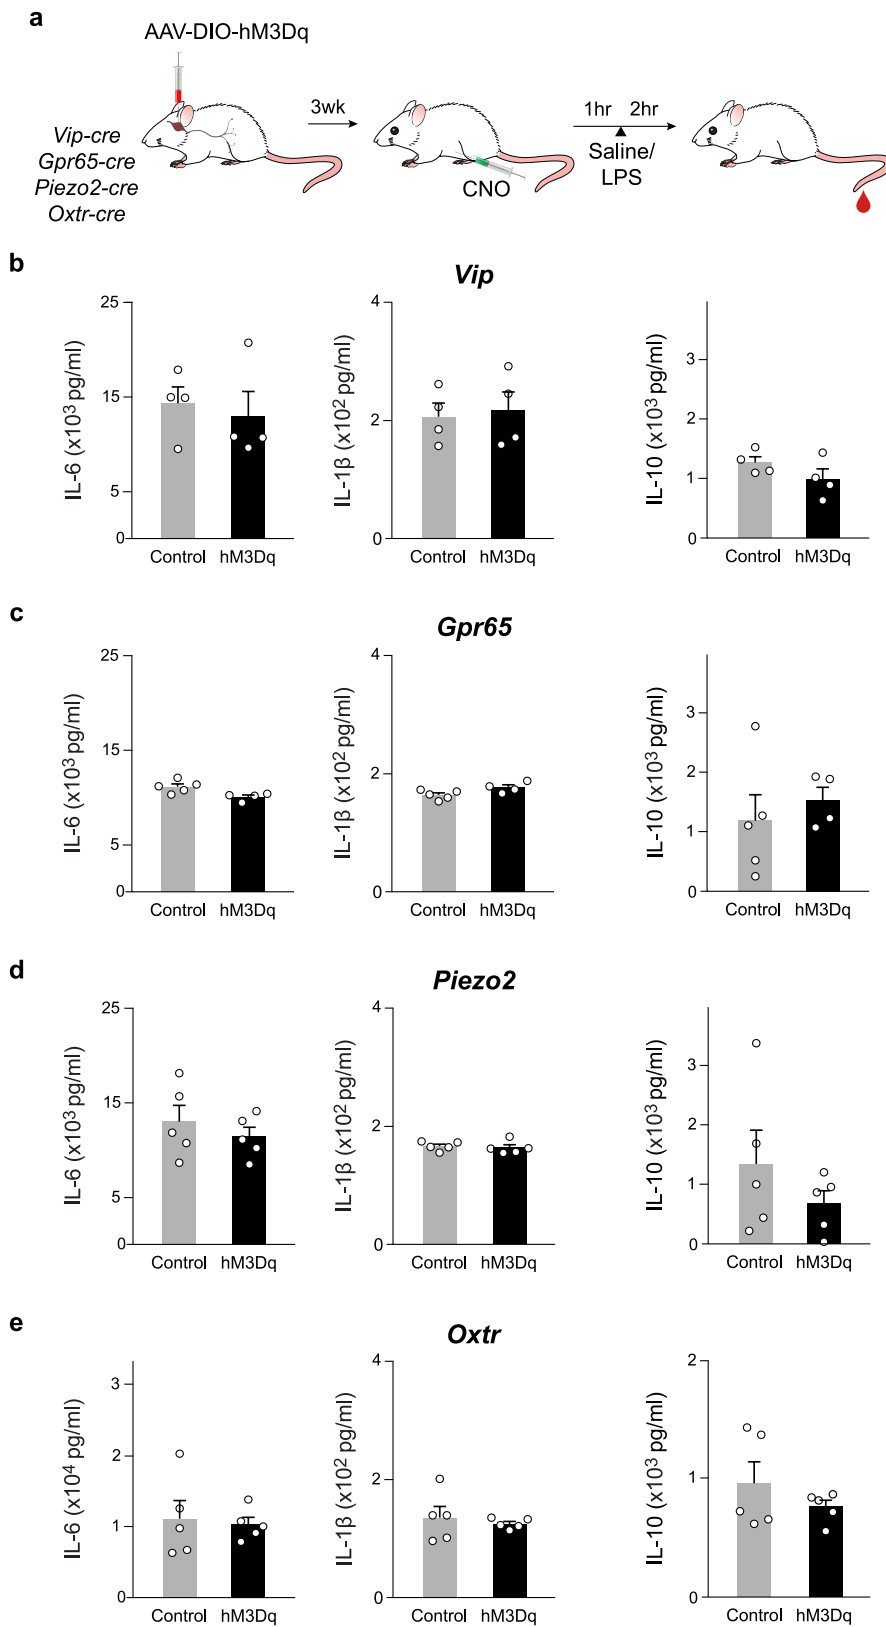 a
AAV-DIO-hM3Dq
Vip-cre
Gpr65-cre
Piezo2-cre
Oxtr-cre
3wk
CNO
1hr 2hr
Saline/
LPS
b
Vip
IL-6 (x10³ pg/ml)
25
15
5
0
Control hM3Dq
IL-1β (x10² pg/ml)
4
2
0
Control hM3Dq
IL-10 (x10³ pg/ml)
3
2
1
0
Control hM3Dq
c
Gpr65
IL-6 (x10³ pg/ml)
25
15
5
0
Control hM3Dq
IL-1β (x10² pg/ml)
4
2
0
Control hM3Dq
IL-10 (x10³ pg/ml)
3
2
1
0
Control hM3Dq
d
Piezo2
IL-6 (x10³ pg/ml)
25
15
5
0
Control hM3Dq
IL-1β (x10² pg/ml)
4
2
0
Control hM3Dq
IL-10 (x10³ pg/ml)
3
2
1
0
Control hM3Dq
e
Oxtr
IL-6 (x10⁴ pg/ml)
3
2
1
0
Control hM3Dq
IL-1β (x10² pg/ml)
4
2
0
Control hM3Dq
IL-10 (x10³ pg/ml)
2
1
0
Control hM3Dq